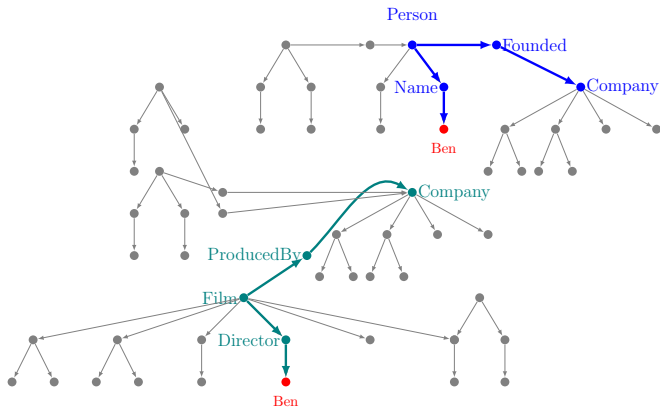 Person
Founded
Name
Company
Ben
Company
ProducedBy
Film
Director
Ben